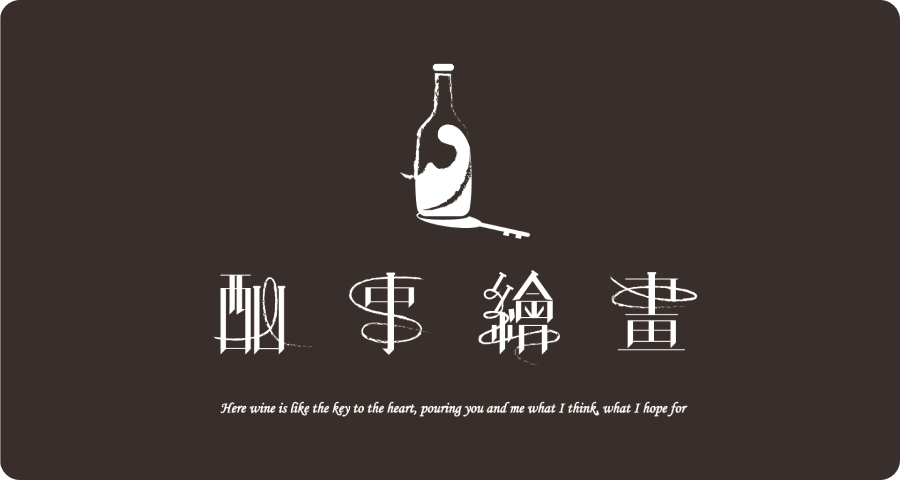 酗事繪畫
Here wine is like the key to the heart, pouring you and me what I think, what I hope for